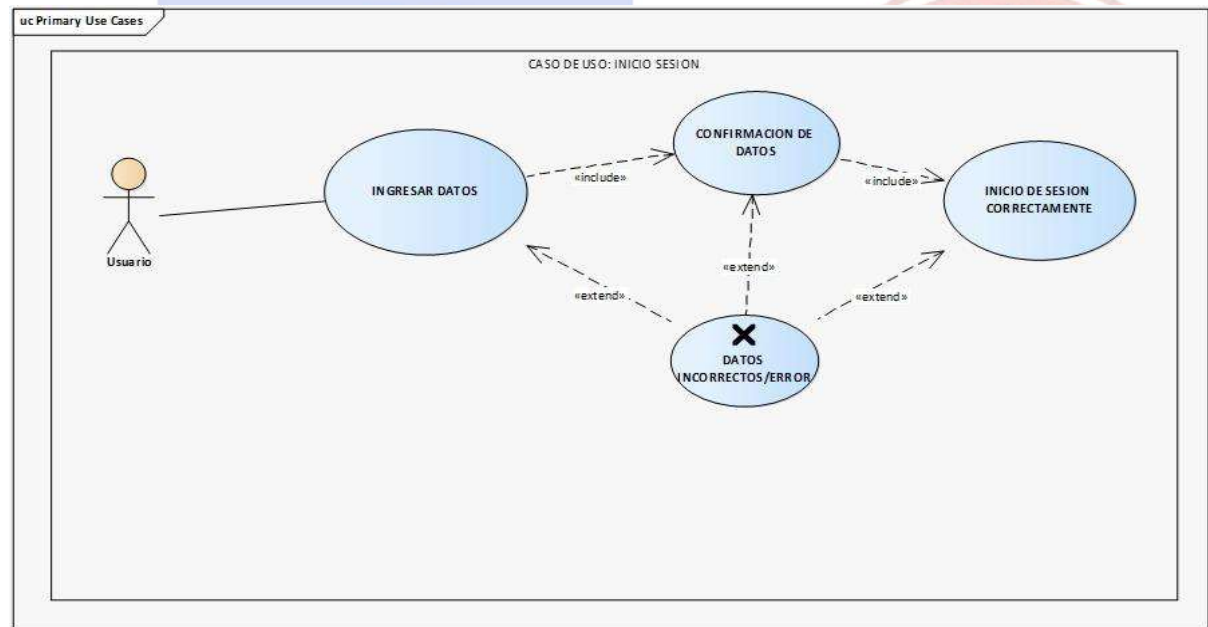 uc Primary Use Cases
CASO DE USO: INICIO SESION
CONFIRMACION DE
DATOS
INGRESAR DATOS
«include»
«include»
INICIO DE SESION
CORRECTAMENTE
Usuario
«extend»
«extend»
«extend»
DATOS
INCORRECTOS/ERROR